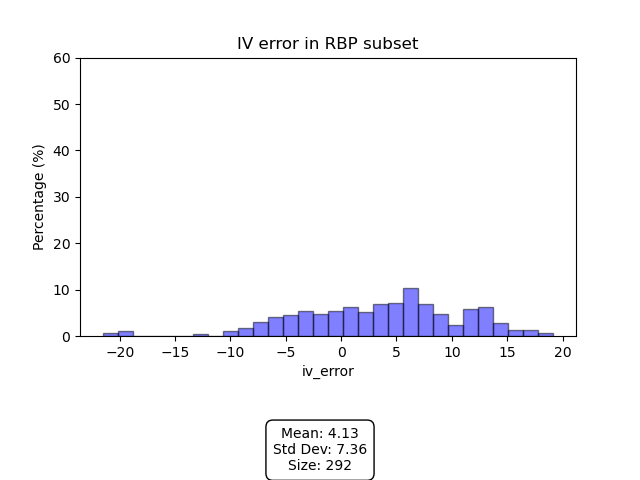 IV error in RBP subset
60
50
40
30
20
10
0
Percentage (%)
−20 −15 −10 −5 0 5 10 15 20
iv_error
Mean: 4.13
Std Dev: 7.36
Size: 292